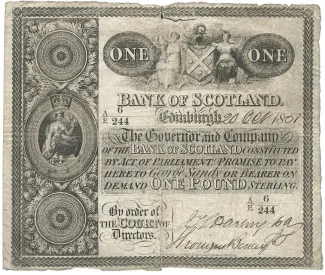 ONE ONE
BANK OF SCOTLAND.
A/E 6/244 Edinburgh 20 Oct 1851
The Governor and Company
OF THE BANK OF SCOTLAND CONSTITUTED
BY ACT OF PARLIAMENT, PROMISE TO PAY
HERE TO George Sandy OR BEARER ON
DEMAND ONE POUND STERLING.
A/E 6/244
By order of
THE COURT OF
Directors.